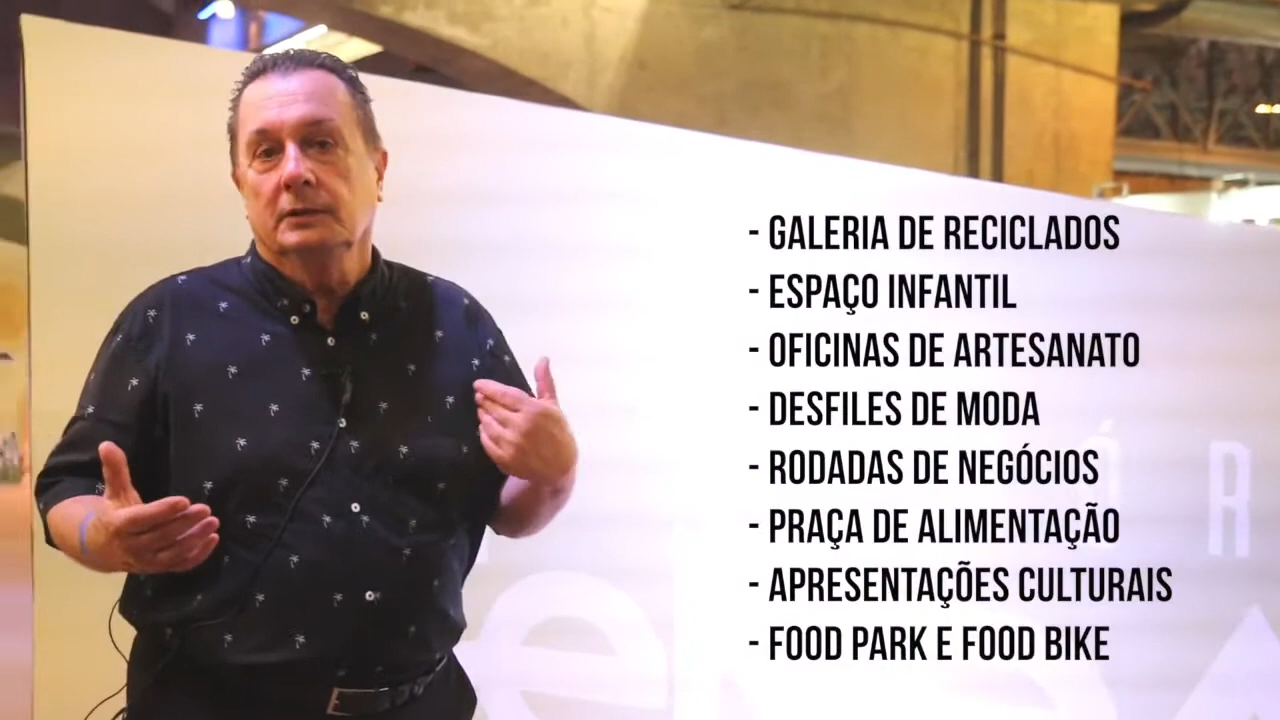 - GALERIA DE RECICLADOS
- ESPAÇO INFANTIL
- OFICINAS DE ARTESANATO
- DESFILES DE MODA
- RODADAS DE NEGÓCIOS
- PRAÇA DE ALIMENTAÇÃO
- APRESENTAÇÕES CULTURAIS
- FOOD PARK E FOOD BIKE